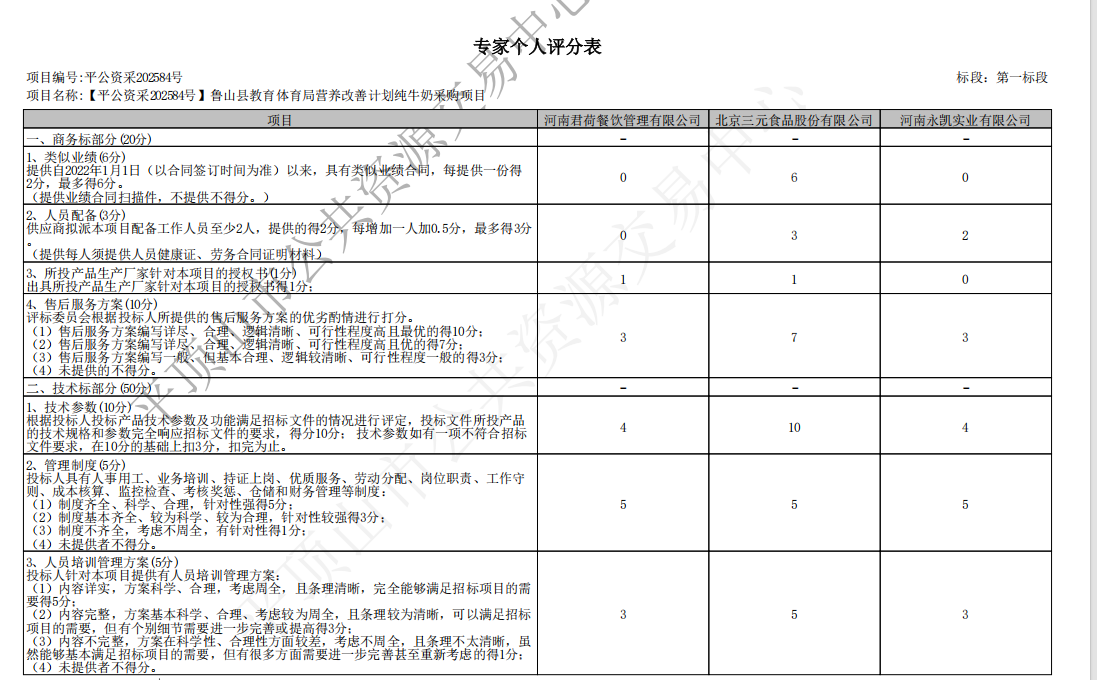 专家个人评分表
项目编号:平公资采202584号
标段：第一标段
项目名称:【平公资采202584号】鲁山县教育体育局营养改善计划纯牛奶采购项目
项目 河南君荷餐饮管理有限公司 北京三元食品股份有限公司 河南永凯实业有限公司
一、商务标部分(20分) － － －
1、类似业绩(6分)
提供自2022年1月1日（以合同签订时间为准）以来，具有类似业绩合同，每提供一份得
2分，最多得6分。
（提供业绩合同扫描件，不提供不得分。）
0 6 0
2、人员配备(3分)
供应商拟派本项目配备工作人员至少2人，提供的得2分，每增加一人加0.5分，最多得3分
。
（提供每人须提供人员健康证、劳务合同证明材料）
0 3 2
3、所投产品生产厂家针对本项目的授权书(1分)
出具所投产品生产厂家针对本项目的授权书得1分；
1 1 0
4、售后服务方案(10分)
评标委员会根据投标人所提供的售后服务方案的优劣酌情进行打分。
（1）售后服务方案编写详尽、合理、逻辑清晰、可行性程度高且最优的得10分；
（2）售后服务方案编写详尽、合理、逻辑清晰、可行性程度高且优的得7分；
（3）售后服务方案编写一般、但基本合理、逻辑较清晰、可行性程度一般的得3分；
（4）未提供的不得分。
3 7 3
二、技术标部分(50分) － － －
1、技术参数(10分)
根据投标人投标产品技术参数及功能满足招标文件的情况进行评定，投标文件所投产品
的技术规格和参数完全响应招标文件的要求，得分10分； 技术参数如有一项不符合招标
文件要求，在10分的基础上扣3分，扣完为止。
4 10 4
2、管理制度(5分)
投标人具有人事用工、业务培训、持证上岗、优质服务、劳动分配、岗位职责、工作守
则、成本核算、监控检查、考核奖惩、仓储和财务管理等制度：
（1）制度齐全、科学、合理，针对性强得5分；
（2）制度基本齐全、较为科学、较为合理，针对性较强得3分；
（3）制度不齐全，考虑不周全，有针对性得1分；
（4）未提供者不得分。
5 5 5
3、人员培训管理方案(5分)
投标人针对本项目提供有人员培训管理方案：
（1）内容详实，方案科学、合理，考虑周全，且条理清晰，完全能够满足招标项目的需
要得5分；
（2）内容完整，方案基本科学、合理、考虑较为周全，且条理较为清晰，可以满足招标
项目的需要，但有个别细节需要进一步完善或提高得3分；
（3）内容不完整，方案在科学性、合理性方面较差，考虑不周全，且条理不太清晰，虽
然能够基本满足招标项目的需要，但有很多方面需要进一步完善甚至重新考虑的得1分；
（4）未提供者不得分。
3 5 3
平顶山市公共资源交易中心
平顶山市公共资源交易中心